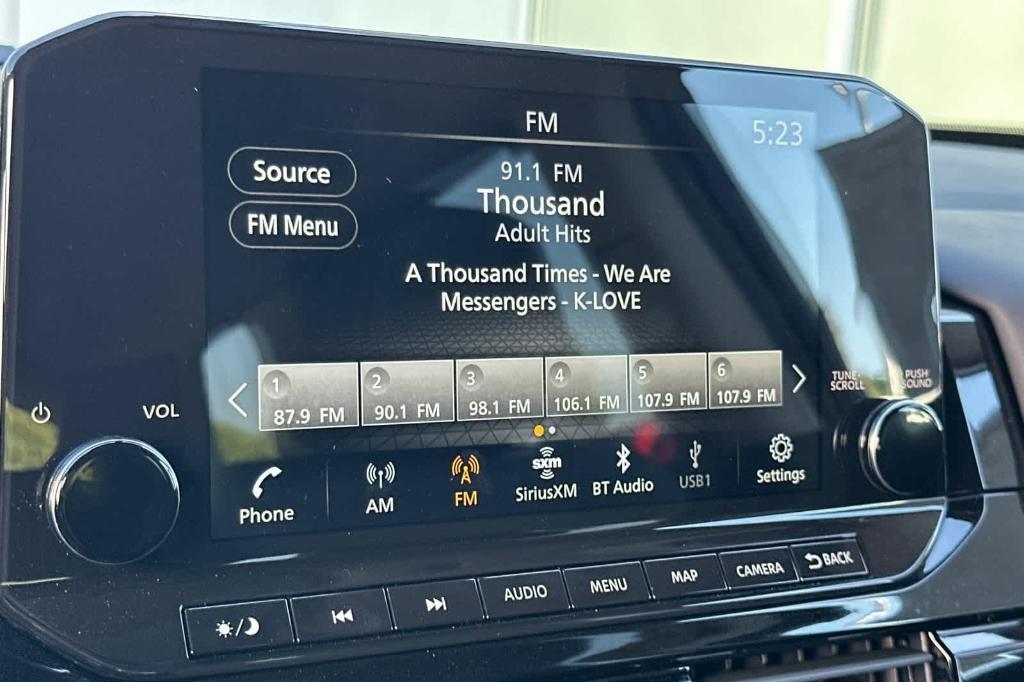 FM
5:23
Source
FM Menu
91.1 FM
Thousand
Adult Hits
A Thousand Times - We Are
Messengers - K-LOVE
VOL
TUNE-
SCROLL
PUSH
SOUND
1
87.9 FM
2
90.1 FM
3
98.1 FM
4
106.1 FM
5
107.9 FM
6
107.9 FM
Phone
AM
FM
sxm
SiriusXM
BT Audio
USB1
Settings
AUDIO
MENU
MAP
CAMERA
BACK